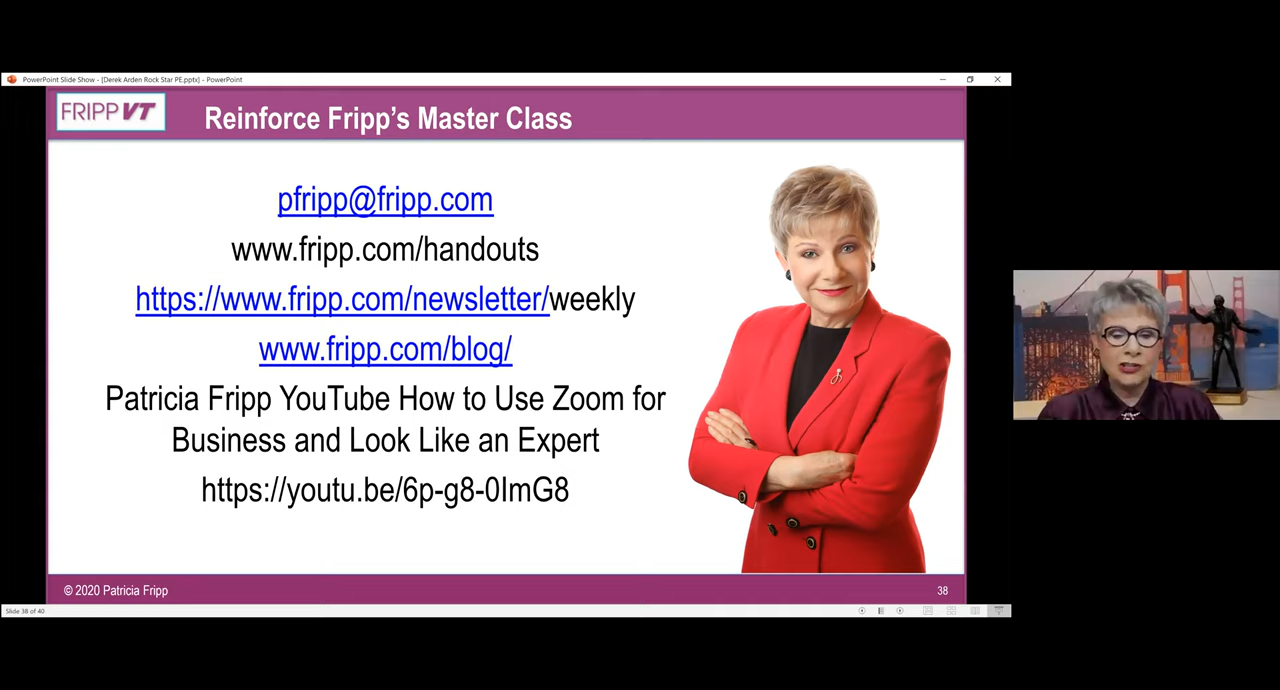 PowerPoint Slide Show - [Derek Arden Rock Star PE.pptx] - PowerPoint
FRIPP VT
Reinforce Fripp's Master Class
pfripp@fripp.com
www.fripp.com/handouts
https://www.fripp.com/newsletter/weekly
www.fripp.com/blog/
Patricia Fripp YouTube How to Use Zoom for
Business and Look Like an Expert
https://youtu.be/6p-g8-0ImG8
© 2020 Patricia Fripp
38
Slide 38 of 40